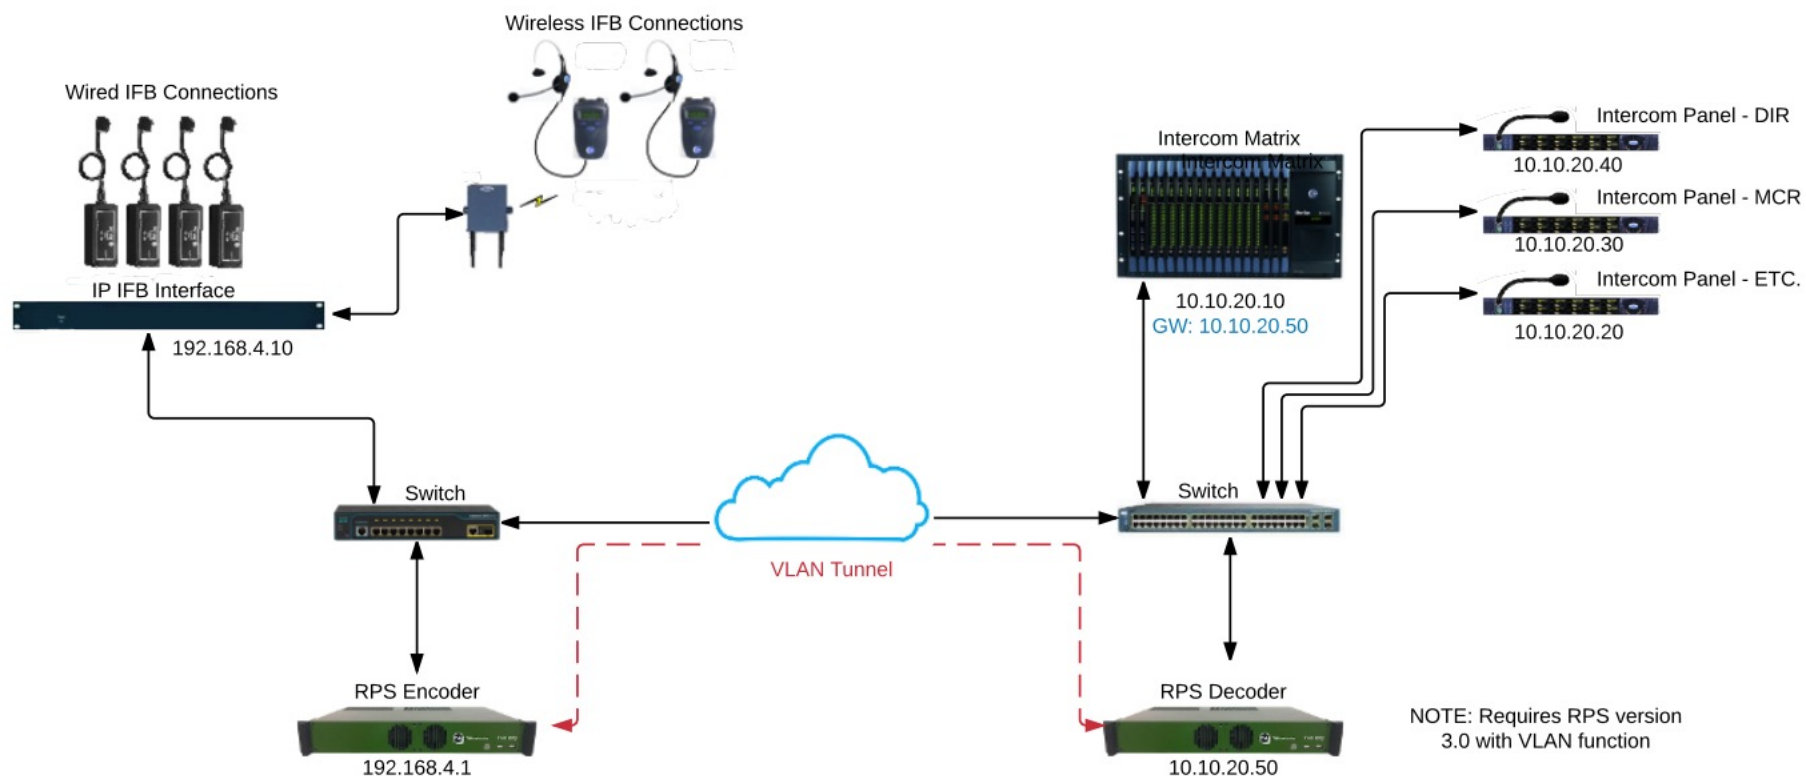 Wireless IFB Connections
Wired IFB Connections
IP IFB Interface
192.168.4.10
Intercom Matrix
Intercom Matrix
10.10.20.10
GW: 10.10.20.50
Intercom Panel - DIR
10.10.20.40
Intercom Panel - MCR
10.10.20.30
Intercom Panel - ETC.
10.10.20.20
Switch
Switch
VLAN Tunnel
RPS Encoder
192.168.4.1
RPS Decoder
10.10.20.50
NOTE: Requires RPS version
3.0 with VLAN function